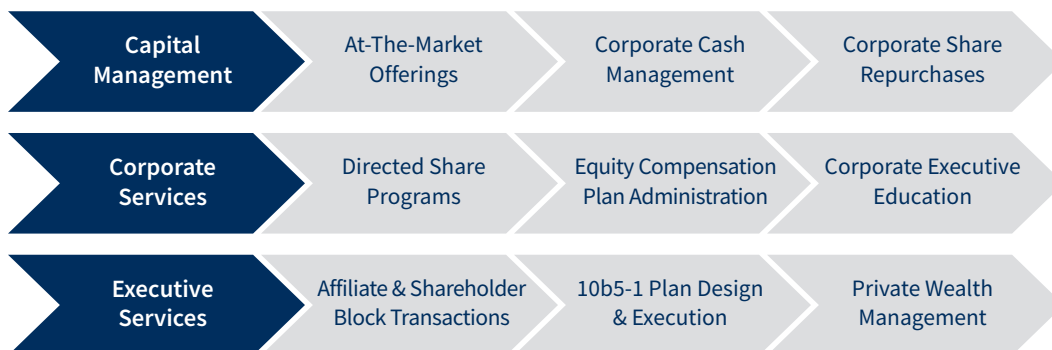 Capital
Management
At-The-Market
Offerings
Corporate Cash
Management
Corporate Share
Repurchases
Corporate
Services
Directed Share
Programs
Equity Compensation
Plan Administration
Corporate Executive
Education
Executive
Services
Affiliate & Shareholder
Block Transactions
10b5-1 Plan Design
& Execution
Private Wealth
Management